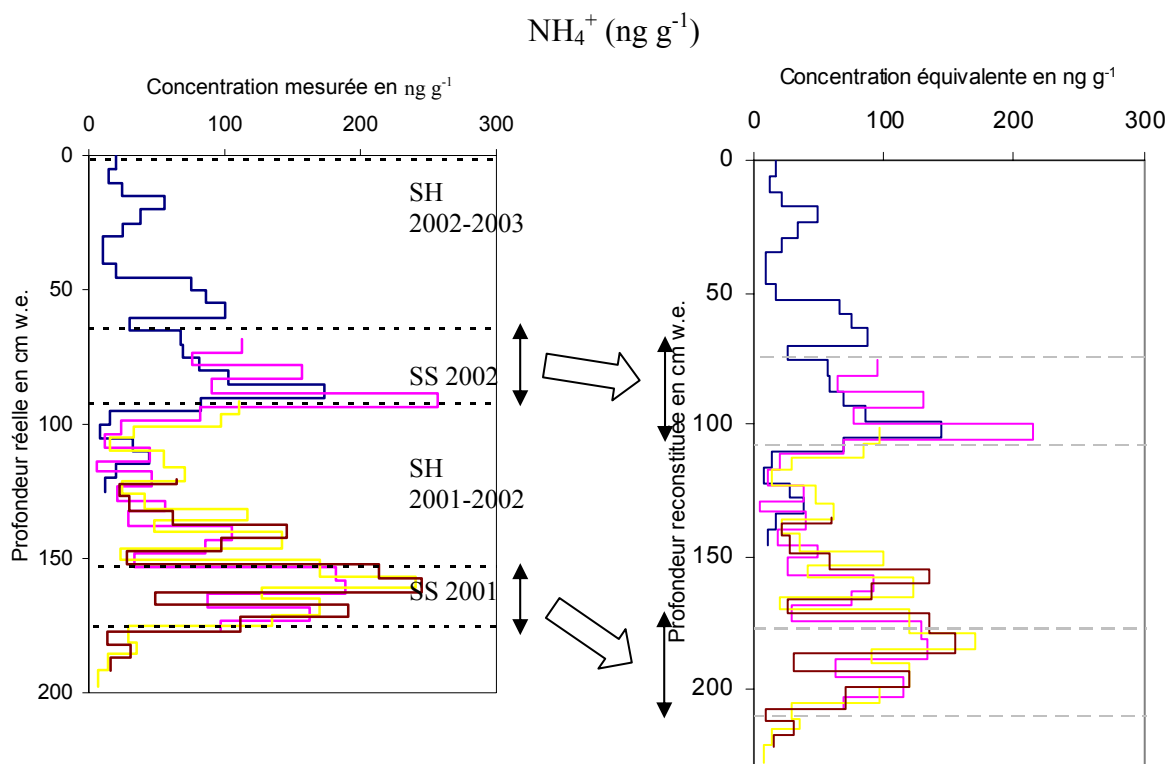 NH₄⁺ (ng g⁻¹)
Concentration mesurée en ng g⁻¹
0 100 200 300
0
50
100
150
200
Profondeur réelle en cm w.e.
SH
2002-2003
SS 2002
SH
2001-2002
SS 2001
Concentration équivalente en ng g⁻¹
0 100 200 300
0
50
100
150
200
Profondeur reconstituée en cm w.e.